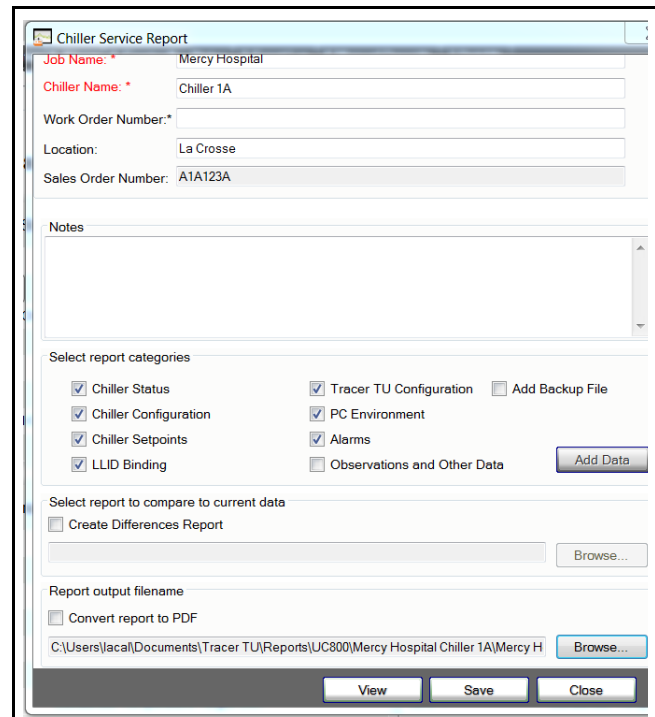 Chiller Service Report
Job Name: * Mercy Hospital
Chiller Name: * Chiller 1A
Work Order Number:*
Location: La Crosse
Sales Order Number: A1A123A
Notes
Select report categories
Chiller Status Tracer TU Configuration Add Backup File
Chiller Configuration PC Environment
Chiller Setpoints Alarms
LLID Binding Observations and Other Data Add Data
Select report to compare to current data
Create Differences Report
Browse...
Report output filename
Convert report to PDF
C:\Users\lacal\Documents\Tracer TU\Reports\UC800\Mercy Hospital Chiller 1A\Mercy H Browse...
View Save Close